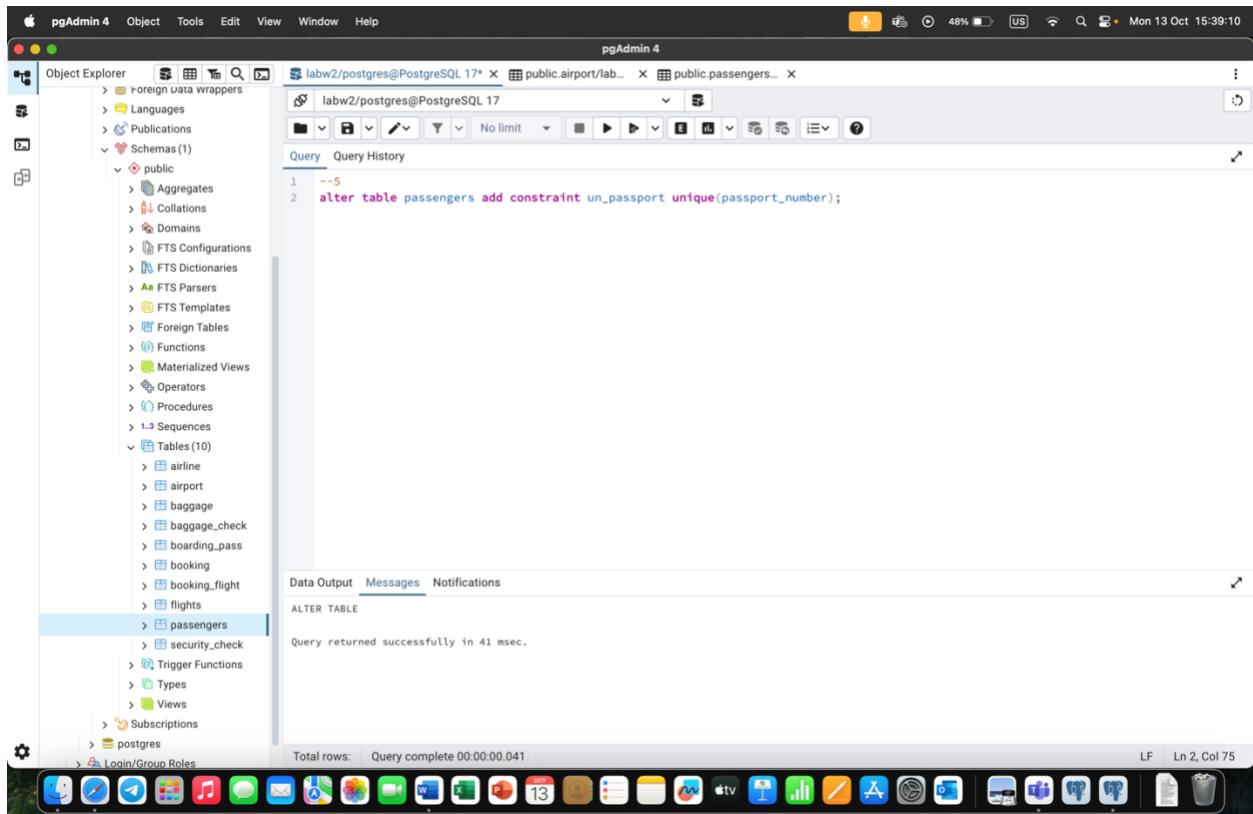 pgAdmin 4 Object Tools Edit View Window Help 48% US Mon 13 Oct 15:39:10
pgAdmin 4
Object Explorer
labw2/postgres@PostgreSQL 17* public.airport/lab... public.passengers...
Foreign Data Wrappers
Languages
Publications
Schemas (1)
public
Aggregates
Collations
Domains
FTS Configurations
FTS Dictionaries
Aa FTS Parsers
FTS Templates
Foreign Tables
Functions
Materialized Views
Operators
Procedures
1..3 Sequences
Tables (10)
airline
airport
baggage
baggage_check
boarding_pass
booking
booking_flight
flights
passengers
security_check
Trigger Functions
Types
Views
Subscriptions
postgres
Login/Group Roles
labw2/postgres@PostgreSQL 17
No limit E
Query Query History
1 --5
2 alter table passengers add constraint un_passport unique(passport_number);
Data Output Messages Notifications
ALTER TABLE
Query returned successfully in 41 msec.
Total rows: Query complete 00:00:00.041 LF Ln 2, Col 75
OCT
13
tv